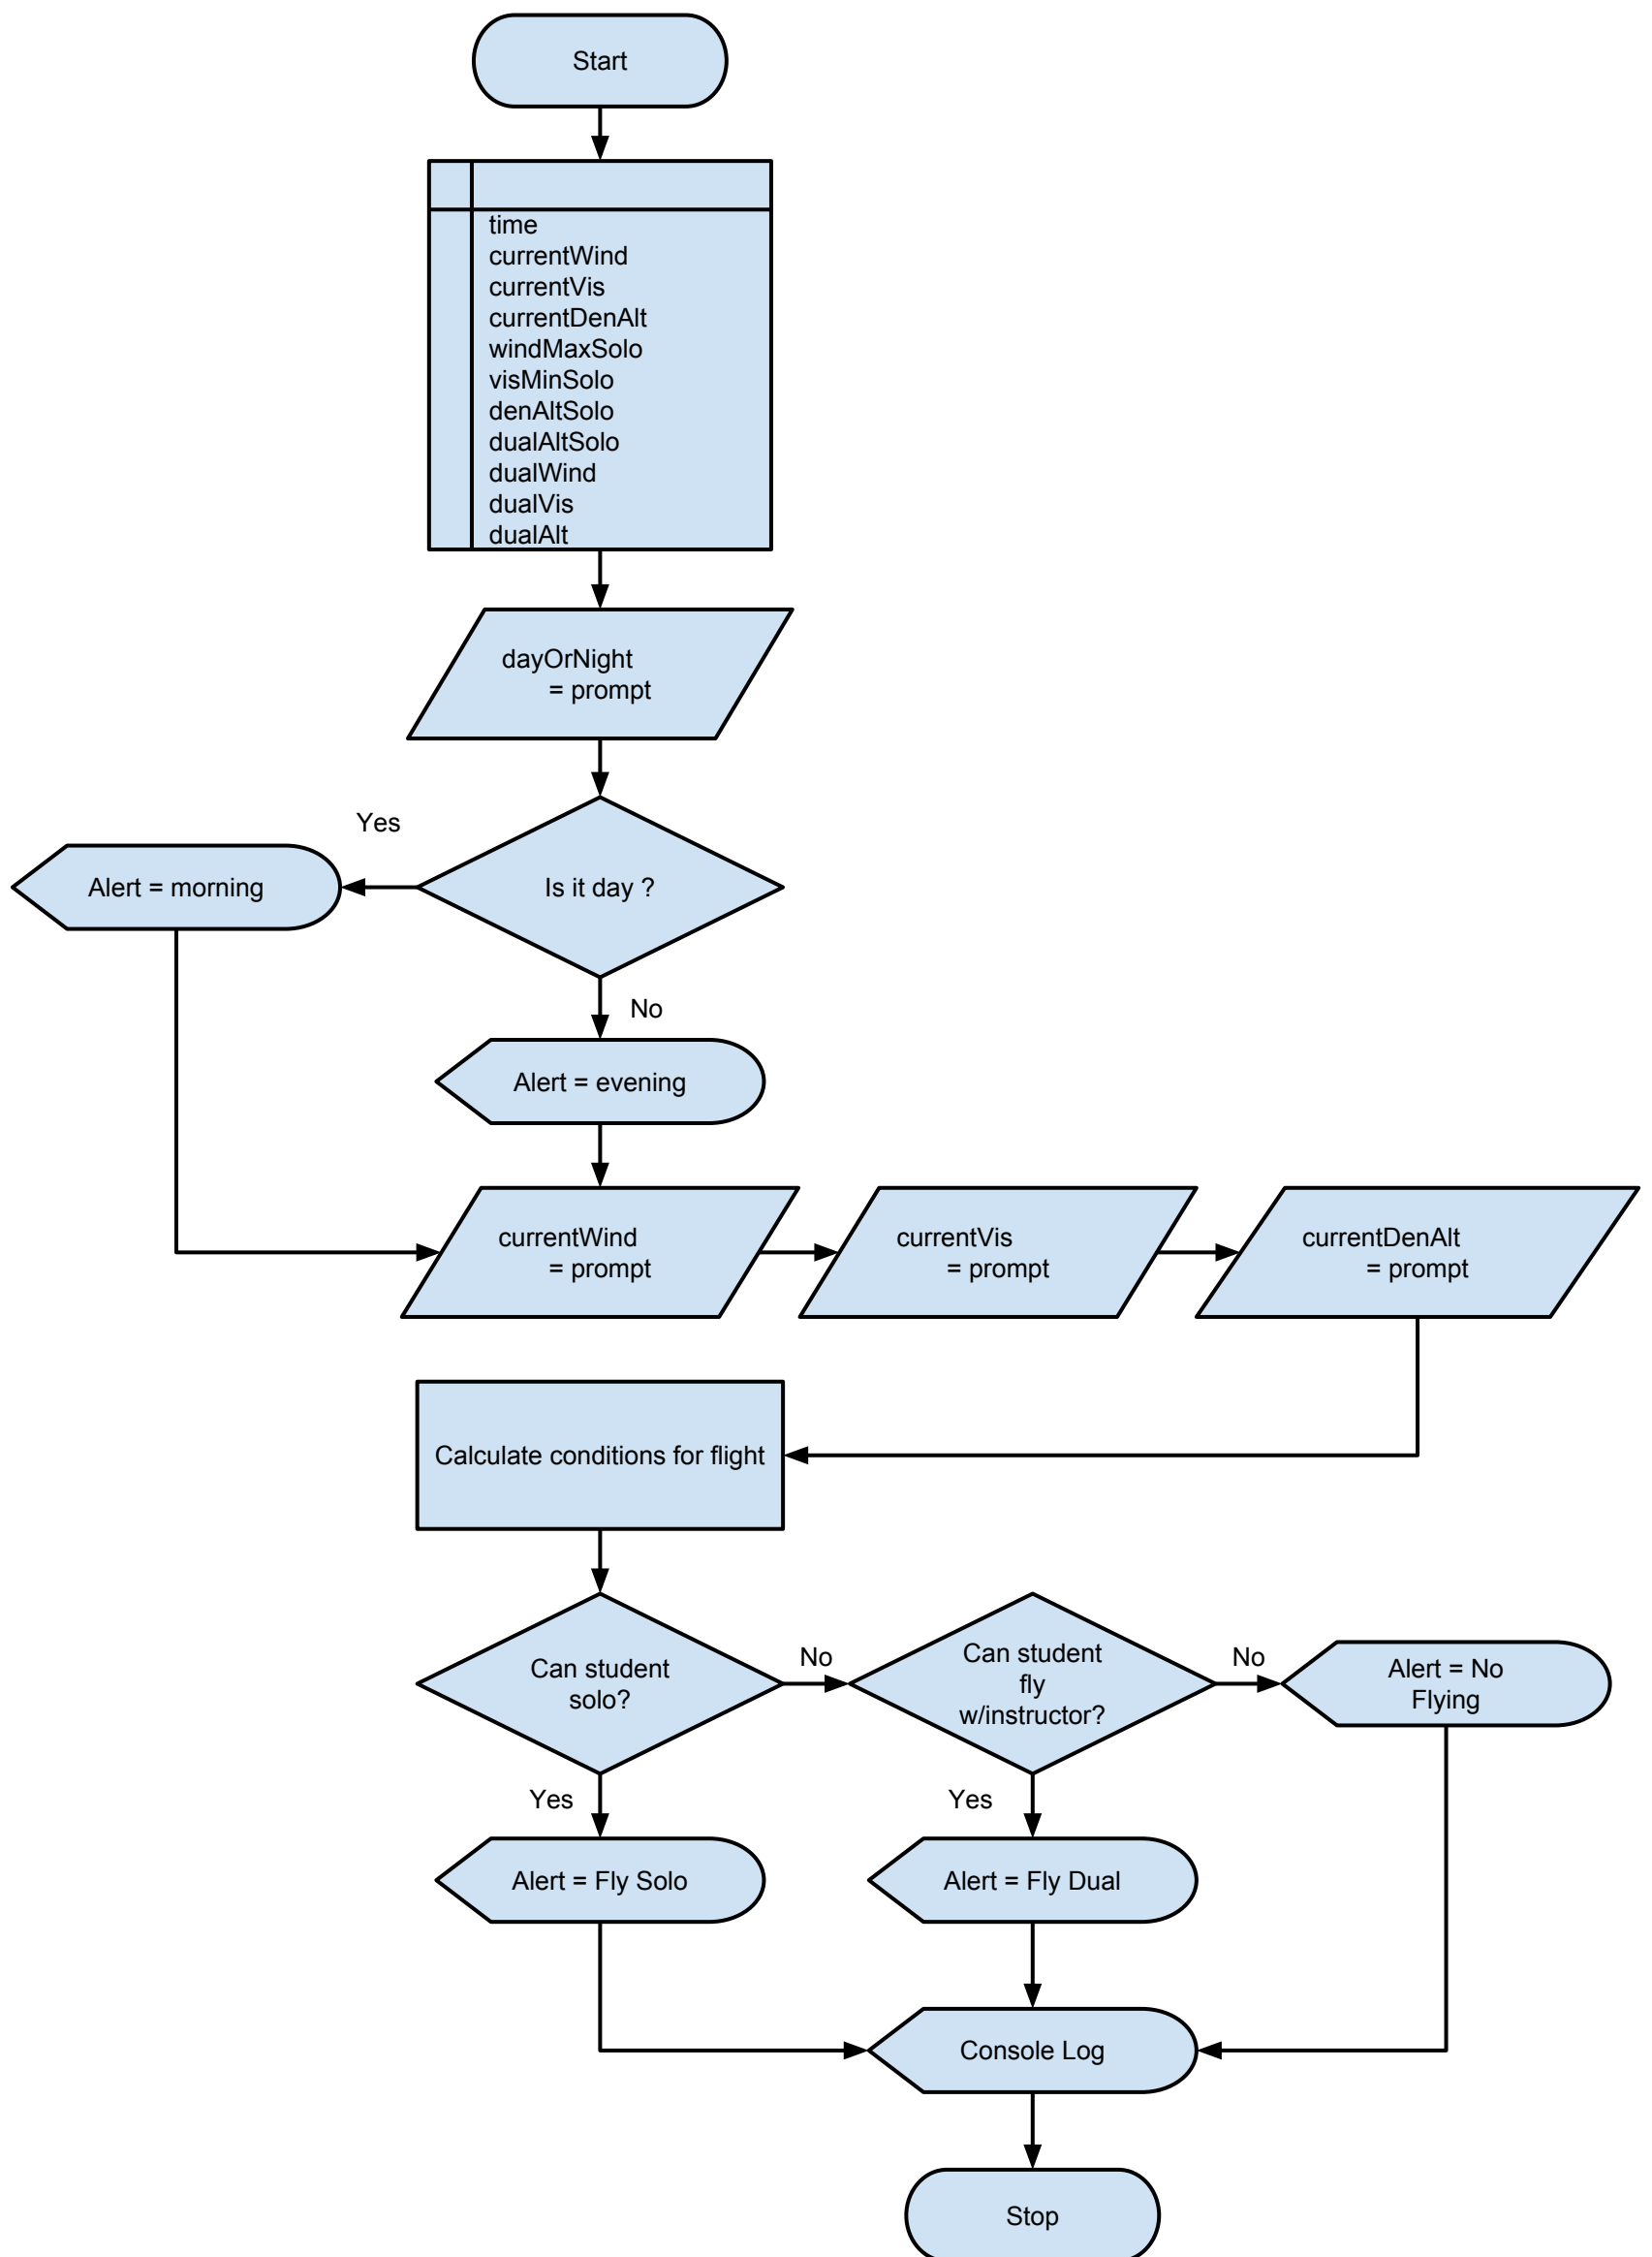 Start
time
currentWind
currentVis
currentDenAlt
windMaxSolo
visMinSolo
denAltSolo
dualAltSolo
dualWind
dualVis
dualAlt
dayOrNight
= prompt
Yes
Alert = morning
Is it day ?
No
Alert = evening
currentWind
= prompt
currentVis
= prompt
currentDenAlt
= prompt
Calculate conditions for flight
Can student
solo?
No
Can student
fly
w/instructor?
No
Alert = No
Flying
Yes
Yes
Alert = Fly Solo
Alert = Fly Dual
Console Log
Stop